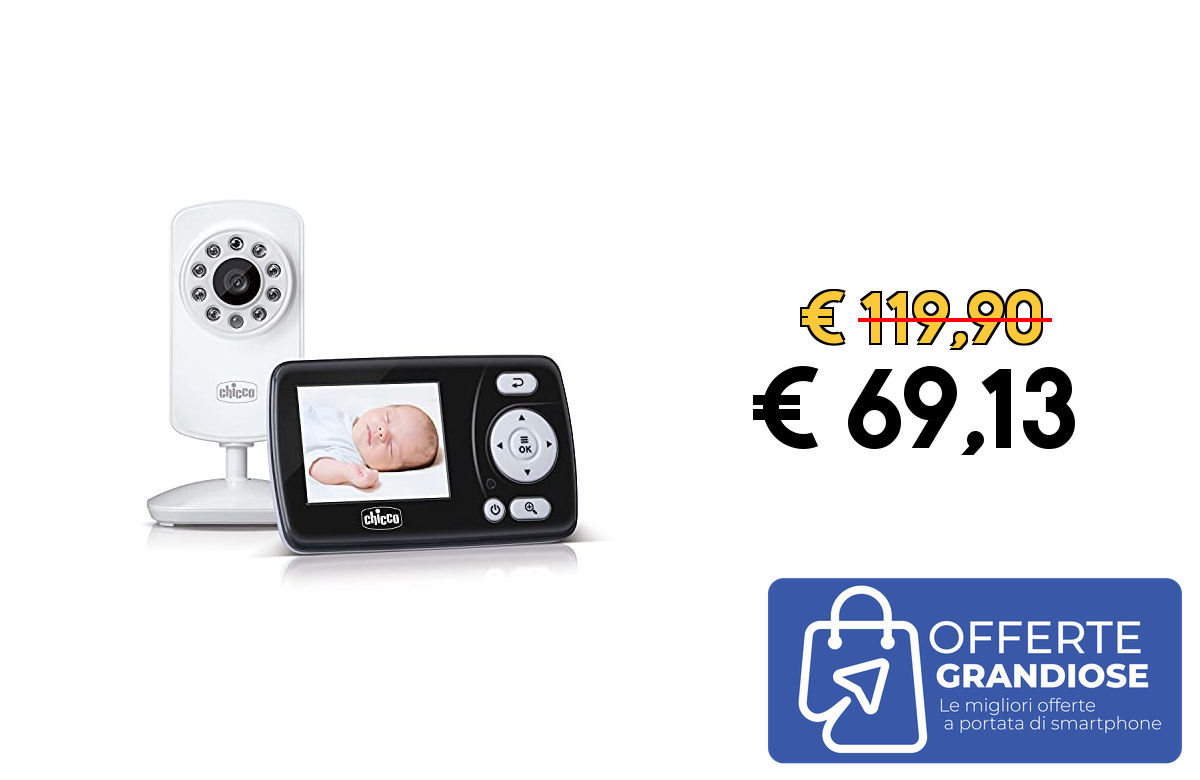 chicco
OK
chicco
€ 119,90
€ 69,13
OFFERTE
GRANDIOSE
Le migliori offerte
a portata di smartphone